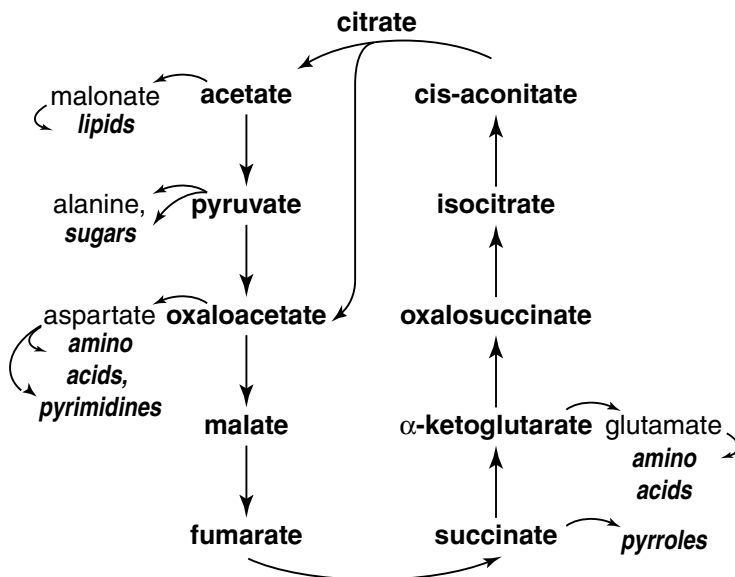 citrate
malonate
lipids
acetate
cis-aconitate
alanine,
sugars
pyruvate
isocitrate
aspartate
amino
acids,
pyrimidines
oxaloacetate
oxalosuccinate
malate
α-ketoglutarate
glutamate
amino
acids
fumarate
succinate
pyrroles